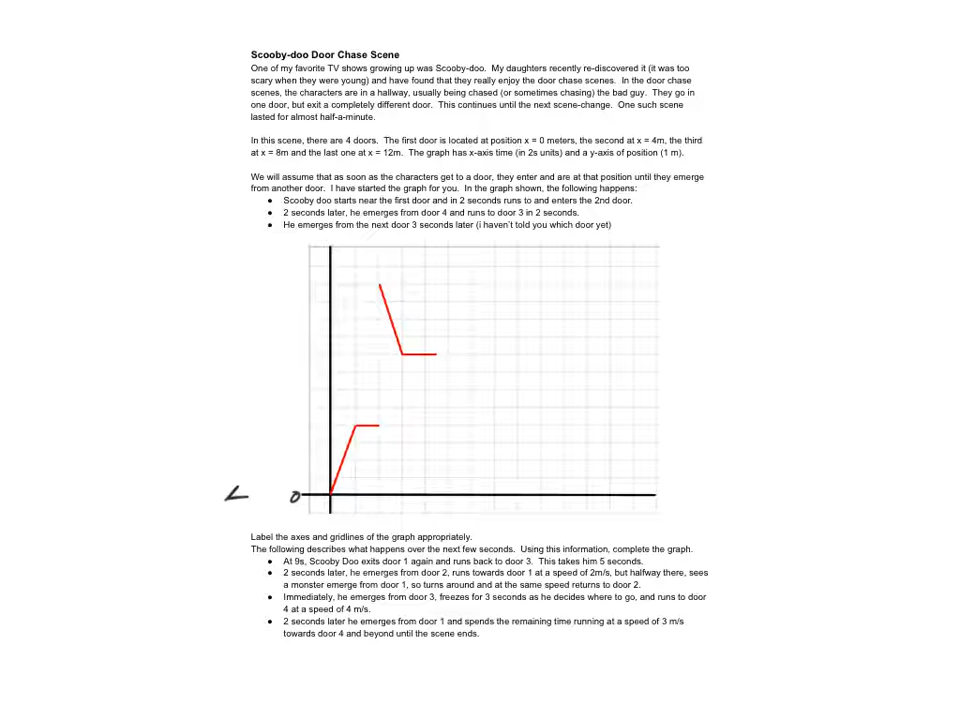 Scooby-doo Door Chase Scene
One of my favorite TV shows growing up was Scooby-doo. My daughters recently re-discovered it (it was too
scary when they were young) and have found that they really enjoy the door chase scenes. In the door chase
scenes, the characters are in a hallway, usually being chased (or sometimes chasing) the bad guy. They go in
one door, but exit a completely different door. This continues until the next scene-change. One such scene
lasted for almost half-a-minute.
In this scene, there are 4 doors. The first door is located at position x = 0 meters, the second at x = 4m, the third
at x = 8m and the last one at x = 12m. The graph has x-axis time (in 2s units) and a y-axis of position (1 m).
We will assume that as soon as the characters get to a door, they enter and are at that position until they emerge
from another door. I have started the graph for you. In the graph shown, the following happens:
• Scooby doo starts near the first door and in 2 seconds runs to and enters the 2nd door.
• 2 seconds later, he emerges from door 4 and runs to door 3 in 2 seconds.
• He emerges from the next door 3 seconds later (i haven't told you which door yet)
0
Label the axes and gridlines of the graph appropriately.
The following describes what happens over the next few seconds. Using this information, complete the graph.
• At 9s, Scooby Doo exits door 1 again and runs back to door 3. This takes him 5 seconds.
• 2 seconds later, he emerges from door 2, runs towards door 1 at a speed of 2m/s, but halfway there, sees
a monster emerge from door 1, so turns around and at the same speed returns to door 2.
• Immediately, he emerges from door 3, freezes for 3 seconds as he decides where to go, and runs to door
4 at a speed of 4 m/s.
• 2 seconds later he emerges from door 1 and spends the remaining time running at a speed of 3 m/s
towards door 4 and beyond until the scene ends.